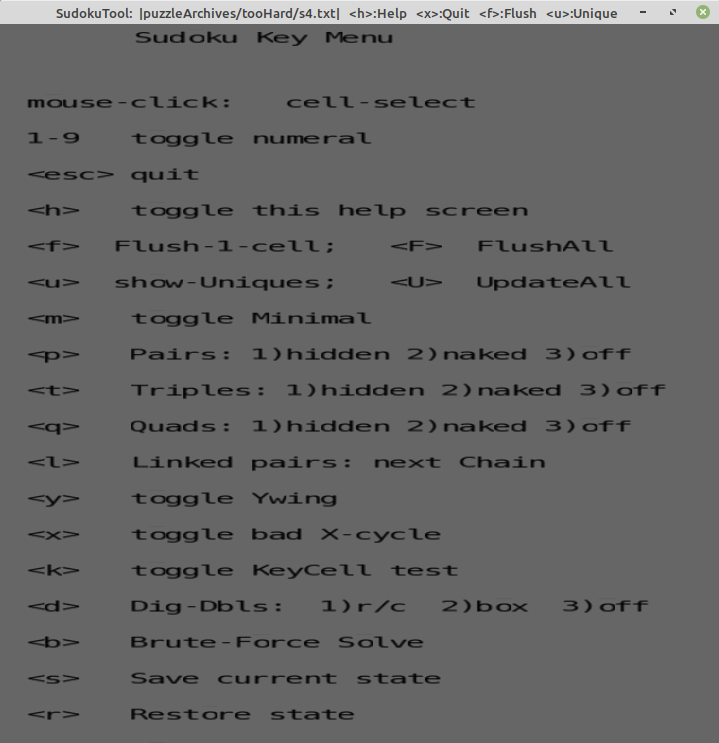 SudokuTool: |puzzleArchives/tooHard/s4.txt| <h>:Help <x>:Quit <f>:Flush <u>:Unique
Sudoku Key Menu
mouse-click: cell-select
1-9 toggle numeral
<esc> quit
<h> toggle this help screen
<f> Flush-1-cell; <F> FlushAll
<u> show-Uniques; <U> UpdateAll
<m> toggle Minimal
<p> Pairs: 1)hidden 2)naked 3)off
<t> Triples: 1)hidden 2)naked 3)off
<q> Quads: 1)hidden 2)naked 3)off
<l> Linked pairs: next Chain
<y> toggle Ywing
<x> toggle bad X-cycle
<k> toggle KeyCell test
<d> Dig-Dbls: 1)r/c 2)box 3)off
<b> Brute-Force Solve
<s> Save current state
<r> Restore state